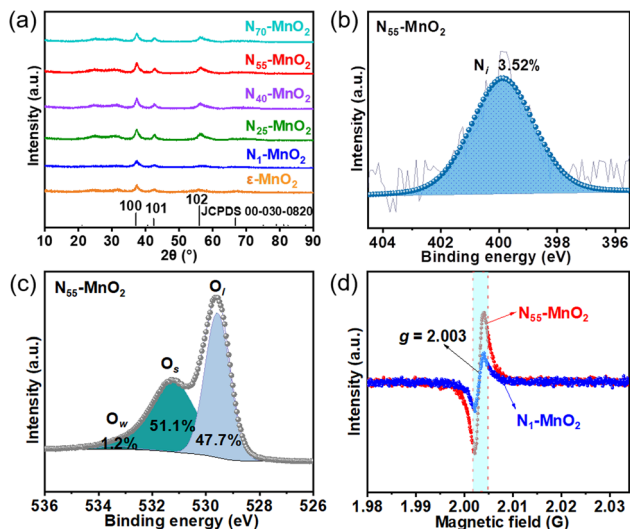 (a)
N70-MnO2
N55-MnO2
N40-MnO2
N25-MnO2
N1-MnO2
ε-MnO2
100
101
102
JCPDS 00-030-0820
10 20 30 40 50 60 70 80 90
2θ (°)
Intensity (a.u.)
(b)
N55-MnO2
Ni 3.52%
404 402 400 398 396
Binding energy (eV)
Intensity (a.u.)
(c)
N55-MnO2
Ol
Os
Ow
1.2%
51.1%
47.7%
536 534 532 530 528 526
Binding energy (eV)
Intensity (a.u.)
(d)
N55-MnO2
g = 2.003
N1-MnO2
1.98 1.99 2.00 2.01 2.02 2.03
Magnetic field (G)
Intensity (a.u.)